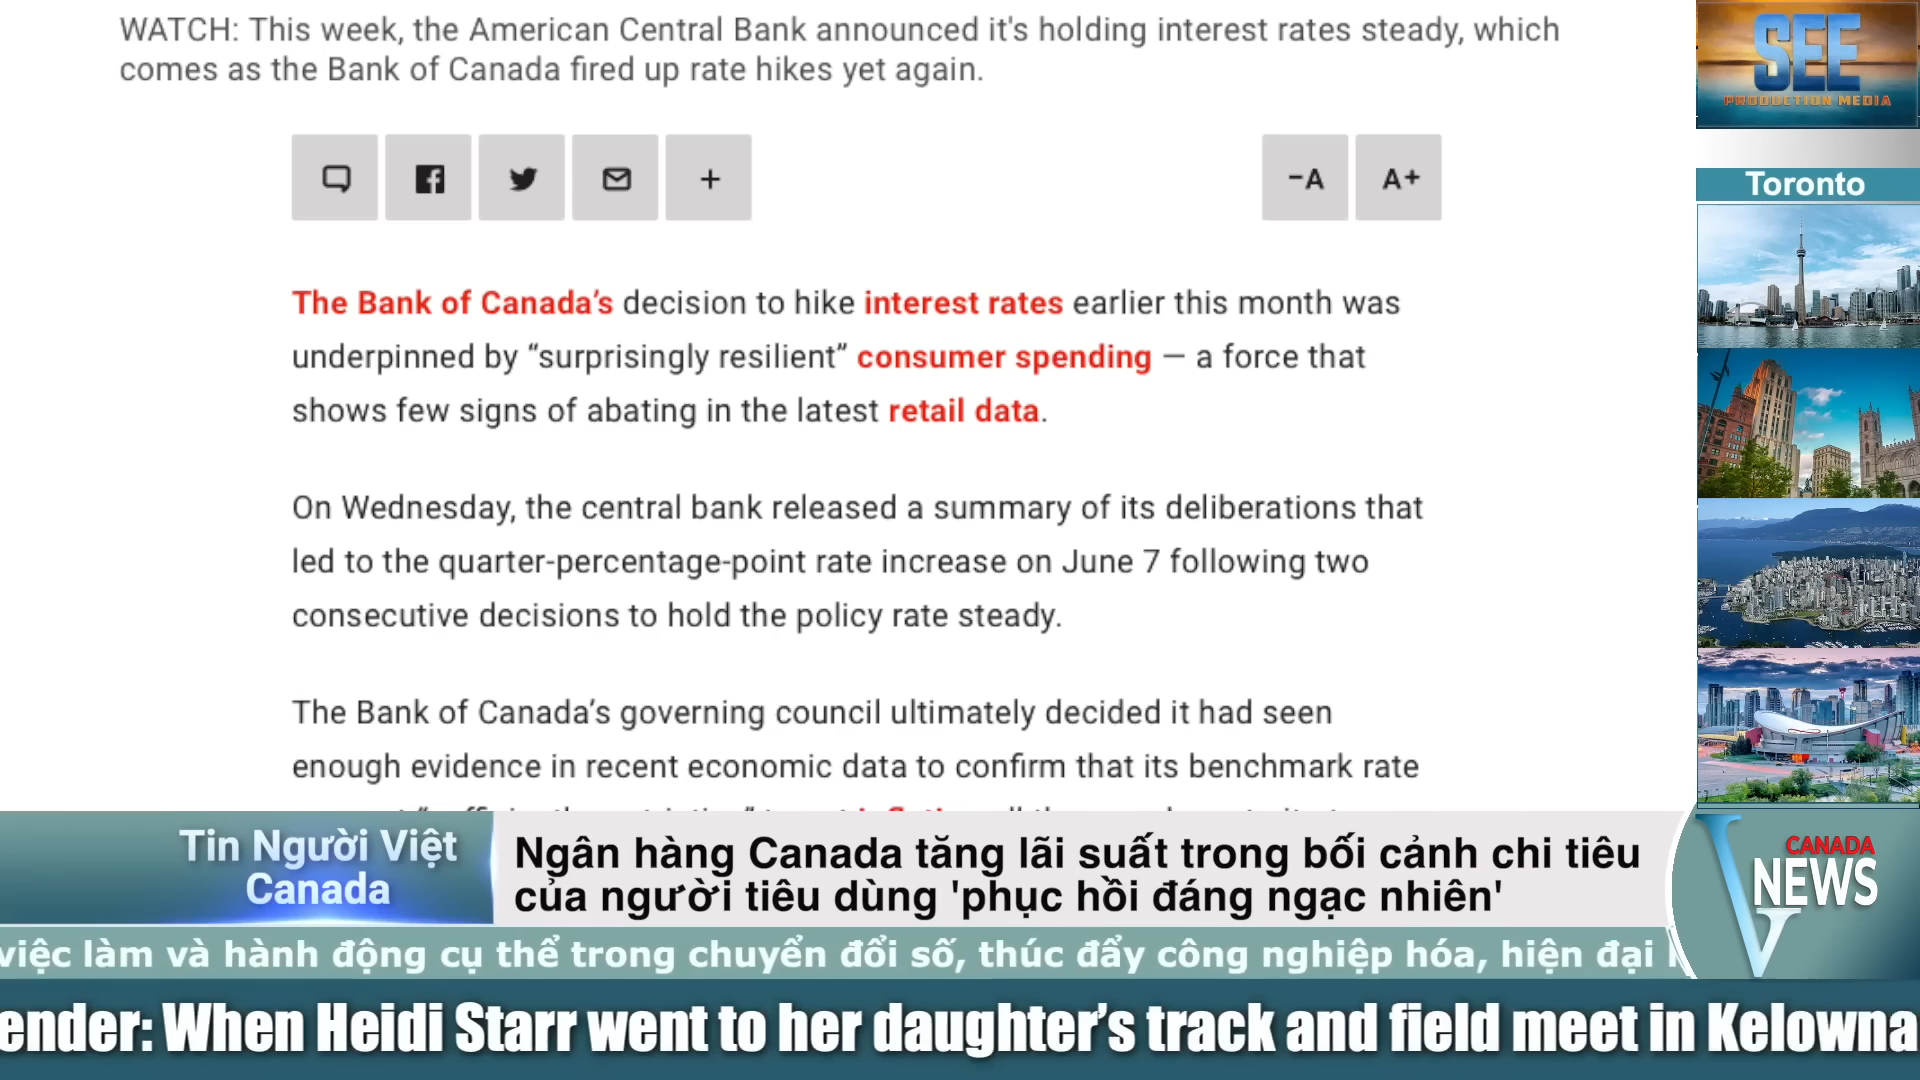 WATCH: This week, the American Central Bank announced it's holding interest rates steady, which
comes as the Bank of Canada fired up rate hikes yet again.
-A A+
The Bank of Canada’s decision to hike interest rates earlier this month was
underpinned by “surprisingly resilient” consumer spending — a force that
shows few signs of abating in the latest retail data.
On Wednesday, the central bank released a summary of its deliberations that
led to the quarter-percentage-point rate increase on June 7 following two
consecutive decisions to hold the policy rate steady.
The Bank of Canada’s governing council ultimately decided it had seen
enough evidence in recent economic data to confirm that its benchmark rate
SEE
PRODUCTION MEDIA
Toronto
Tin Người Việt
Canada
Ngân hàng Canada tăng lãi suất trong bối cảnh chi tiêu
của người tiêu dùng 'phục hồi đáng ngạc nhiên'
CANADA
NEWS
V
việc làm và hành động cụ thể trong chuyển đổi số, thúc đẩy công nghiệp hóa, hiện đại
ender: When Heidi Starr went to her daughter’s track and field meet in Kelowna